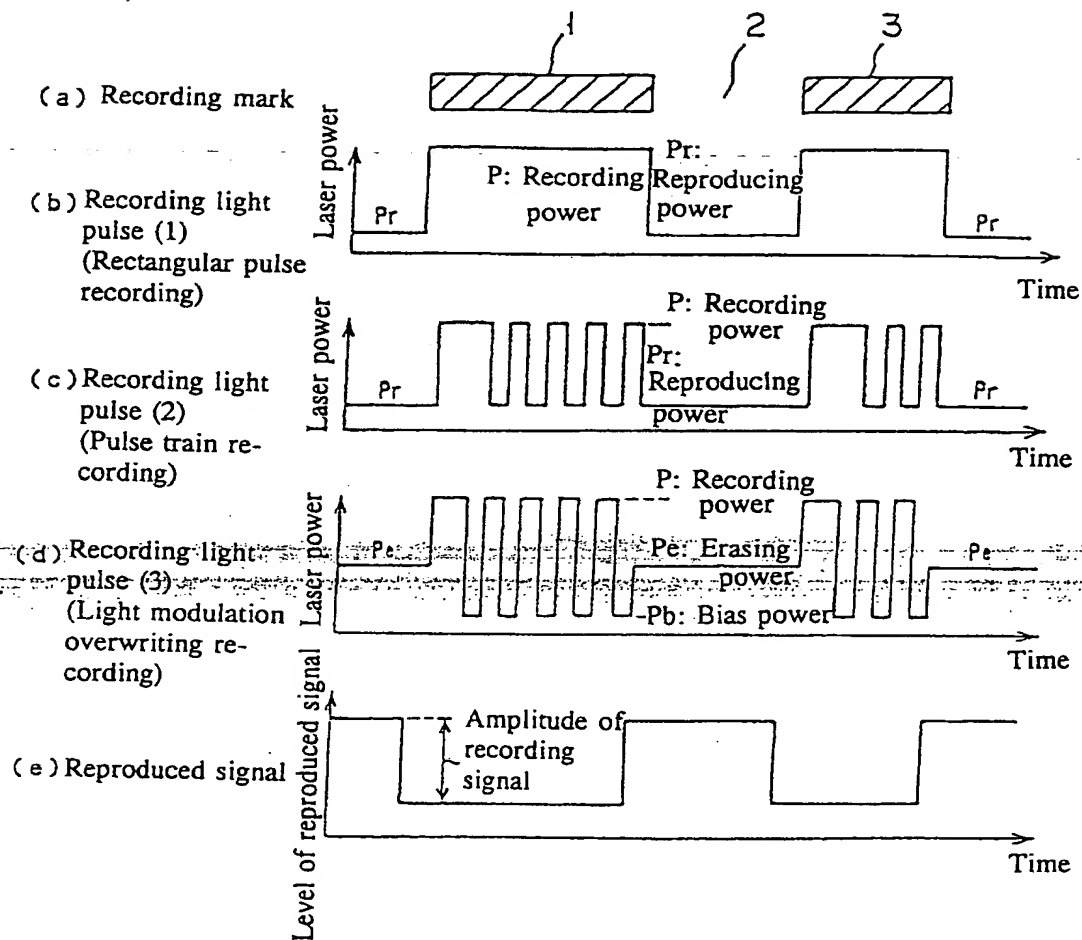 1
2
3
(a) Recording mark
Laser power
(b) Recording light
pulse (1)
(Rectangular pulse
recording)
Pr
P: Recording
power
Pr:
Reproducing
power
Pr
Time
(c) Recording light
pulse (2)
(Pulse train re-
cording)
Laser power
Pr
P: Recording
power
Pr:
Reproducing
power
Pr
Time
(d) Recording light
pulse (3)
(Light modulation
overwriting re-
cording)
Laser power
Pe
P: Recording
power
Pe: Erasing
power
Pb: Bias power
Pe
Time
(e) Reproduced signal
Level of reproduced signal
Amplitude of
recording
signal
Time